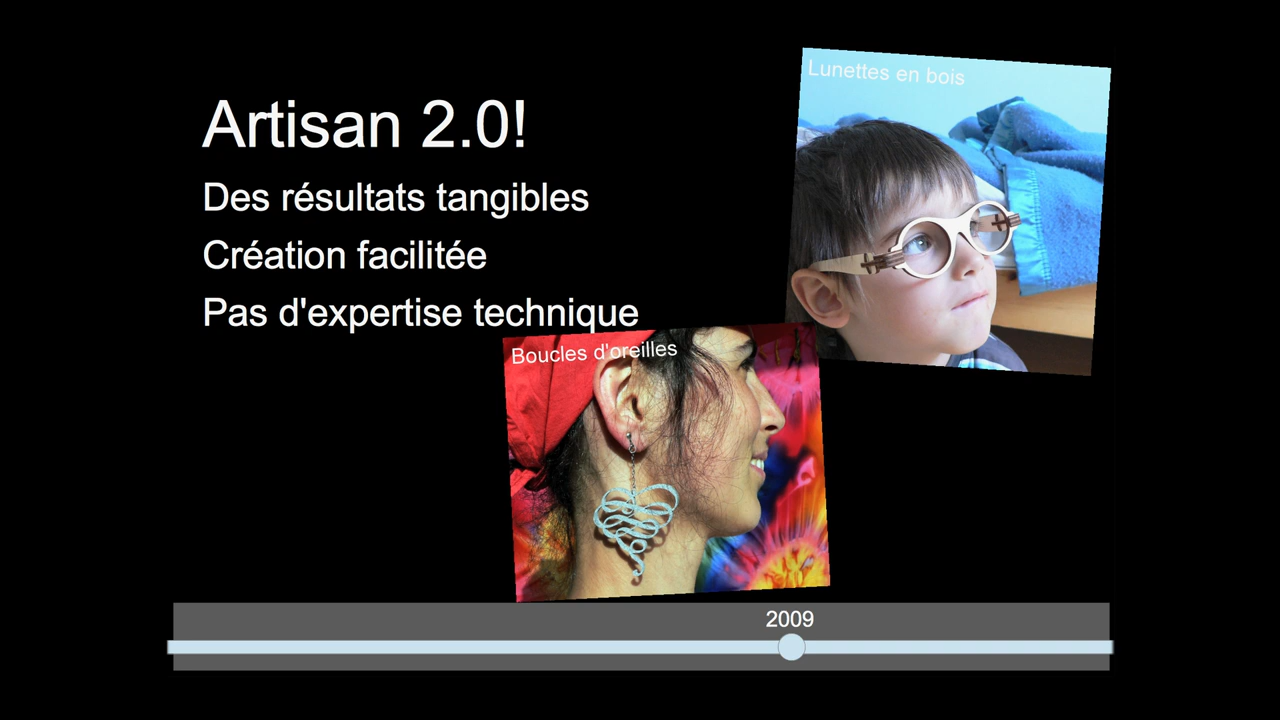 Artisan 2.0!
Des résultats tangibles
Création facilitée
Pas d'expertise technique
Lunettes en bois
Boucles d'oreilles
2009